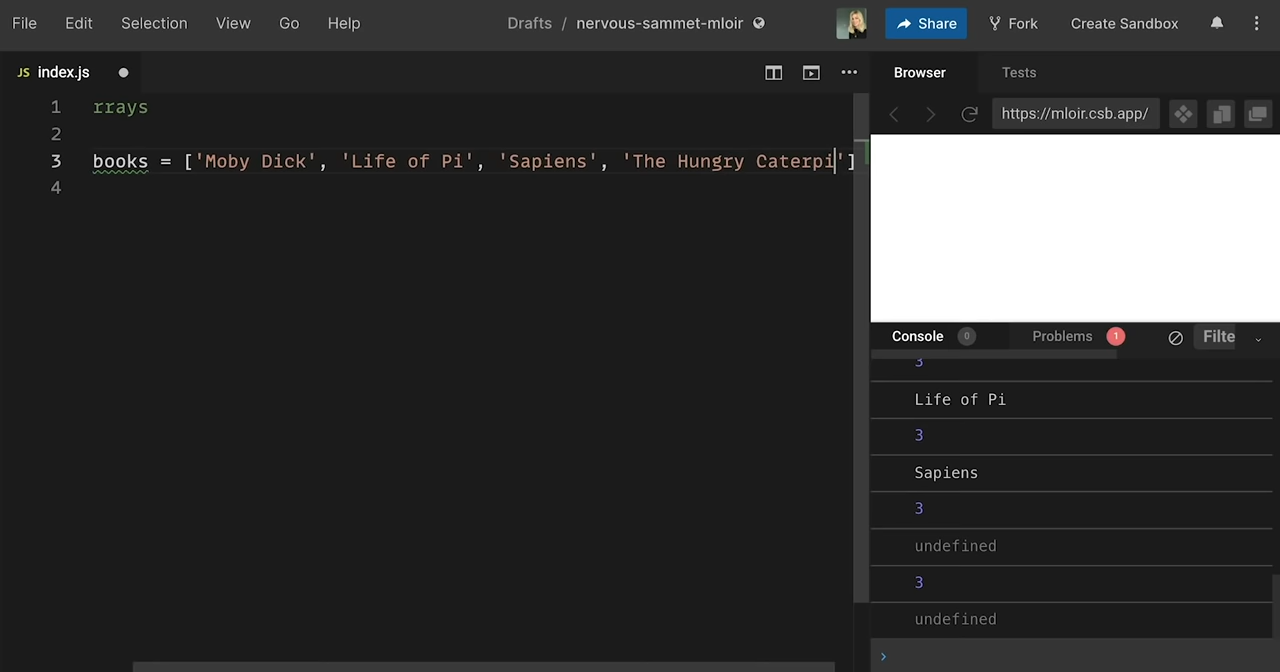 File Edit Selection View Go Help Drafts / nervous-sammet-mloir Share Fork Create Sandbox
JS index.js Browser Tests
https://mloir.csb.app/
1 rrays
2
3 books = ['Moby Dick', 'Life of Pi', 'Sapiens', 'The Hungry Caterpi']
4
Console 0 Problems 1 Filte
3
Life of Pi
3
Sapiens
3
undefined
3
undefined